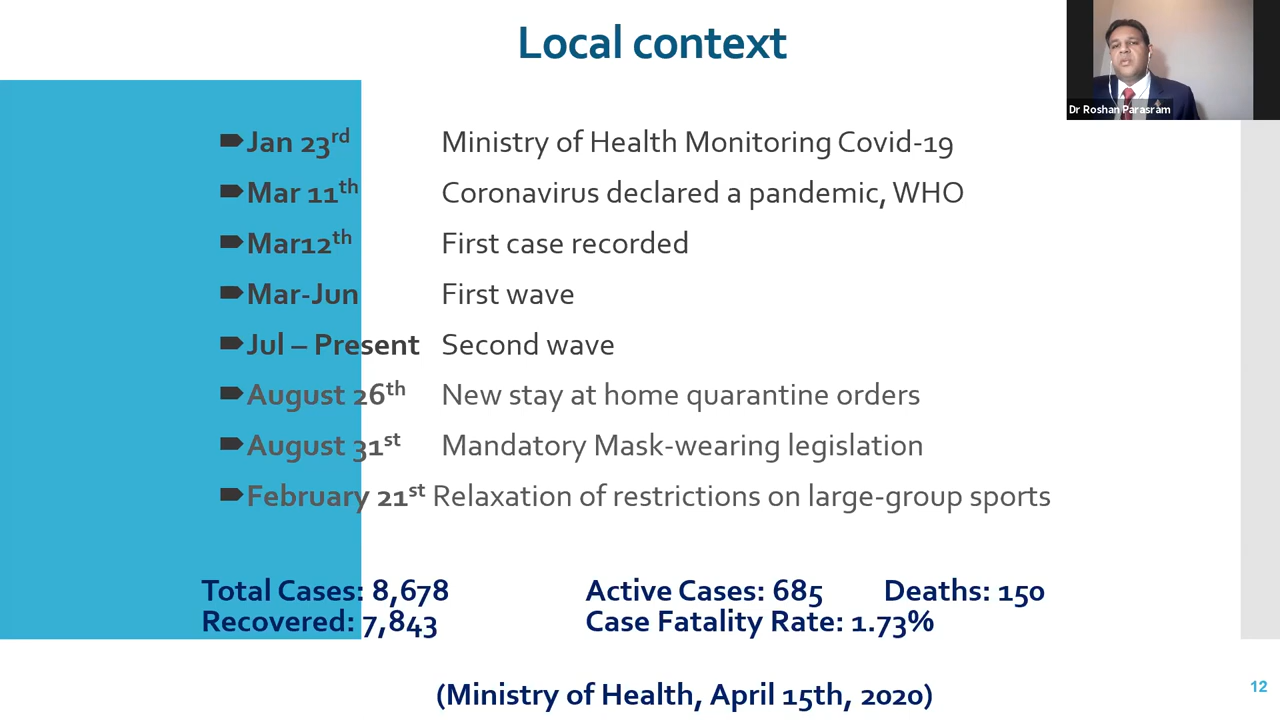 Local context
Dr Roshan Parasram
Jan 23rd Ministry of Health Monitoring Covid-19
Mar 11th Coronavirus declared a pandemic, WHO
Mar12th First case recorded
Mar-Jun First wave
Jul – Present Second wave
August 26th New stay at home quarantine orders
August 31st Mandatory Mask-wearing legislation
February 21st Relaxation of restrictions on large-group sports
Total Cases: 8,678 Active Cases: 685 Deaths: 150
Recovered: 7,843 Case Fatality Rate: 1.73%
(Ministry of Health, April 15th, 2020)
12